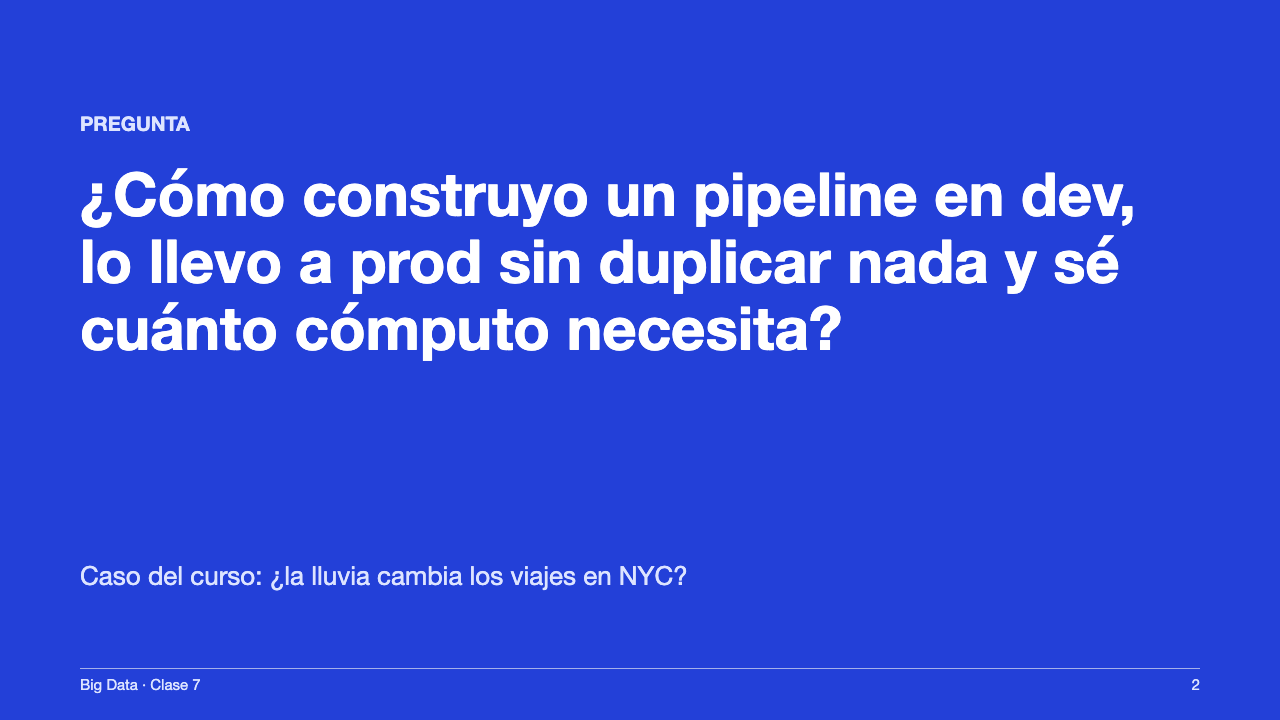 PREGUNTA
¿Cómo construyo un pipeline en dev,
lo llevo a prod sin duplicar nada y sé
cuánto cómputo necesita?
Caso del curso: ¿la lluvia cambia los viajes en NYC?
Big Data · Clase 7
2